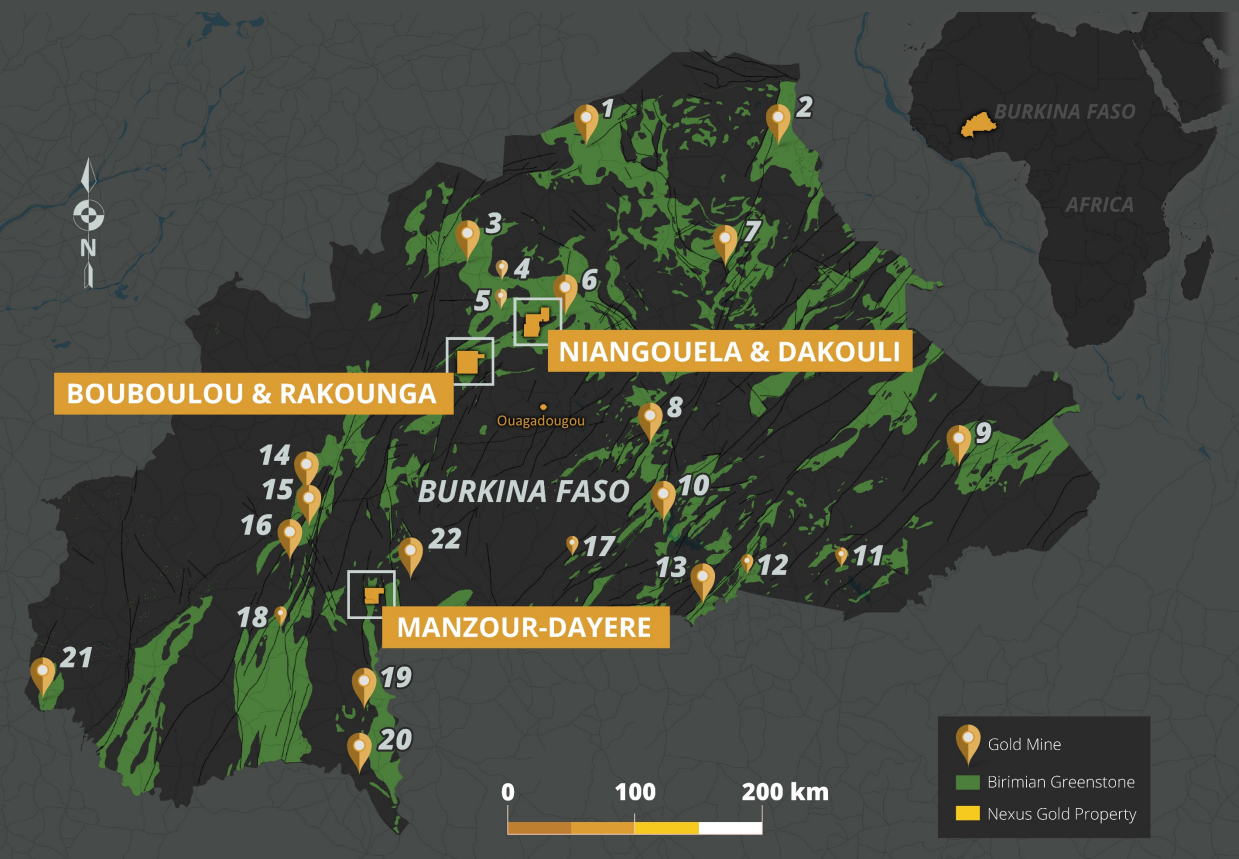 1
2
BURKINA FASO
AFRICA
3
7
4
6
5
N
NIANGOUELA & DAKOULI
BOUBOULOU & RAKOUNGA
Ouagadougou
8
9
14
15
BURKINA FASO
10
16
22
17
13
12
11
18
MANZOUR-DAYERE
21
19
20
0 100 200 km
Gold Mine
Birimian Greenstone
Nexus Gold Property